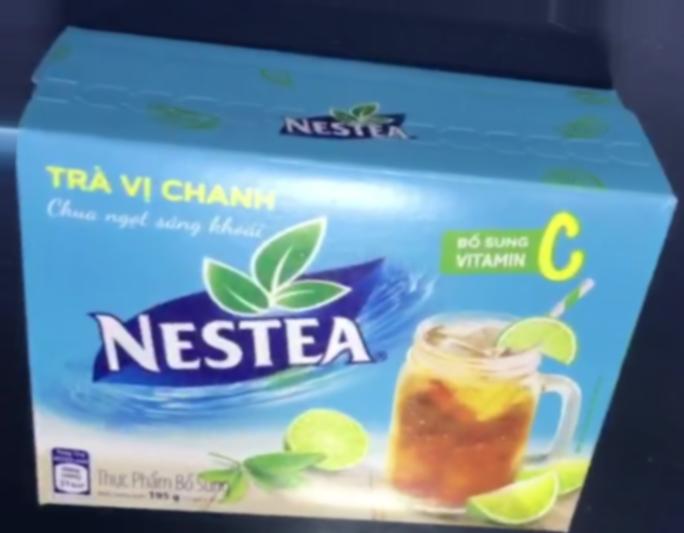 NESTEA
TRÀ VỊ CHANH
Chua ngọt sảng khoái
BỔ SUNG
VITAMIN C
NESTEA
Thực Phẩm Bổ Sung
195 g